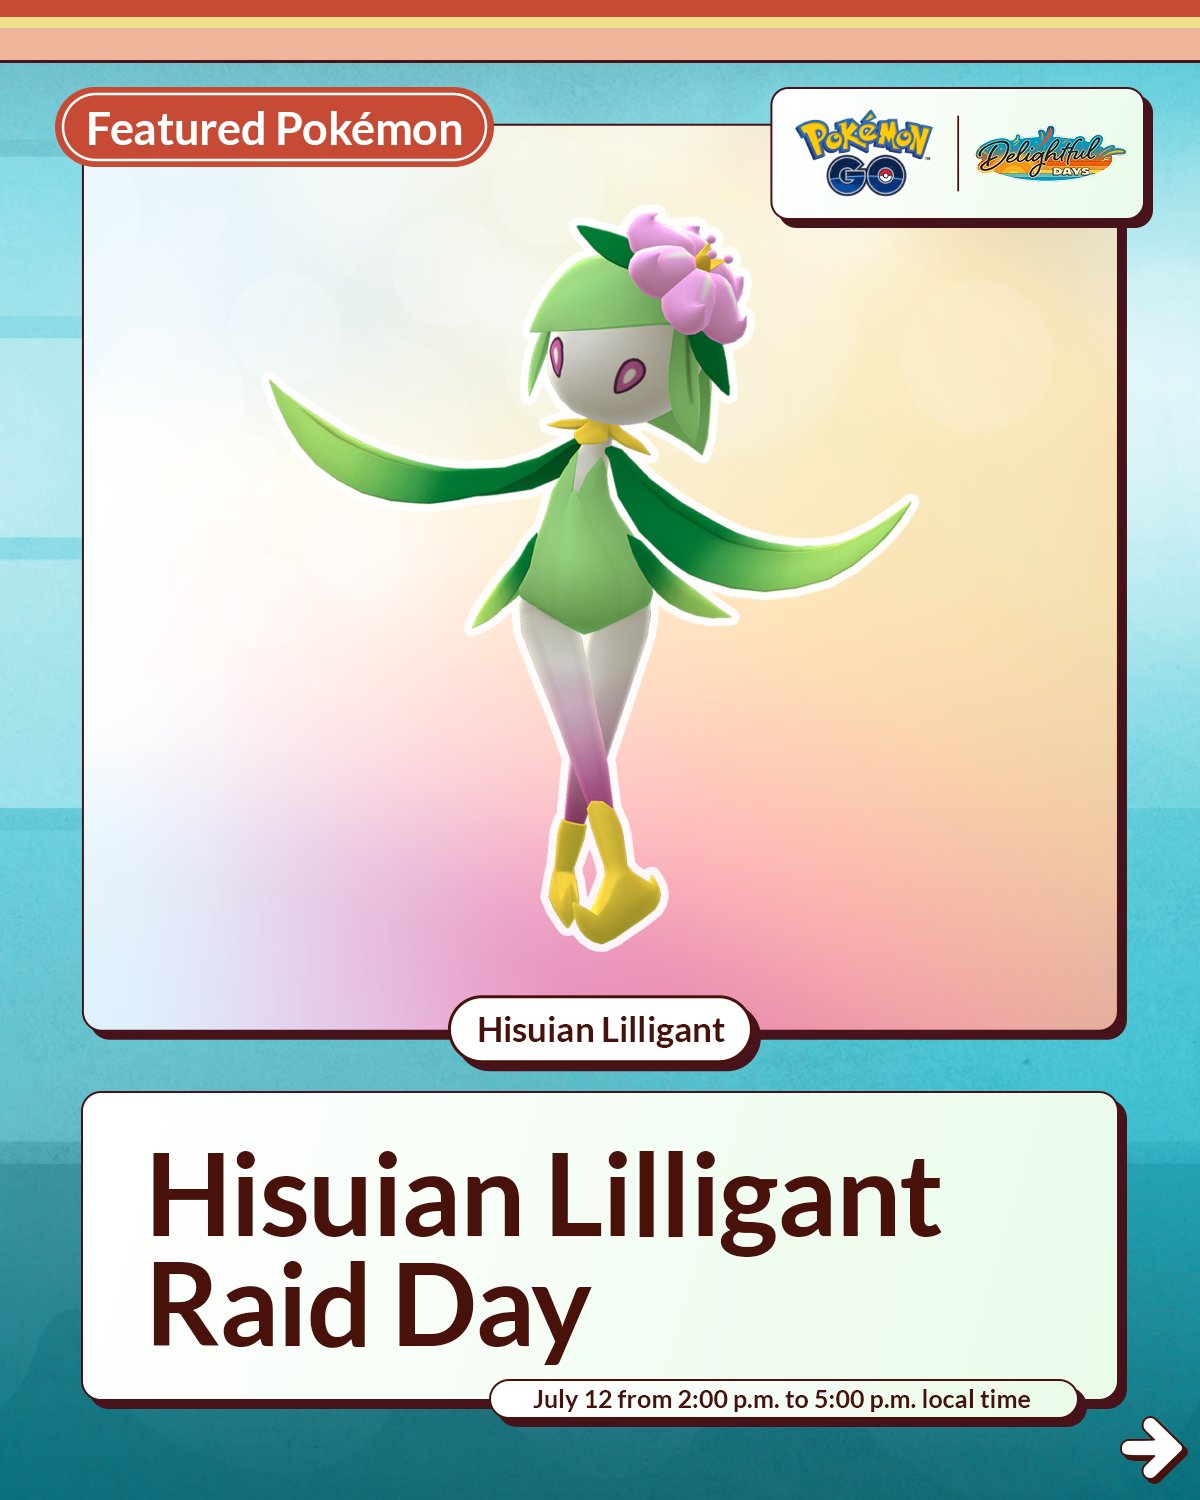 Featured Pokémon
POKéMON
GO
Delightful
DAYS
Hisuian Lilligant
Hisuian Lilligant
Raid Day
July 12 from 2:00 p.m. to 5:00 p.m. local time